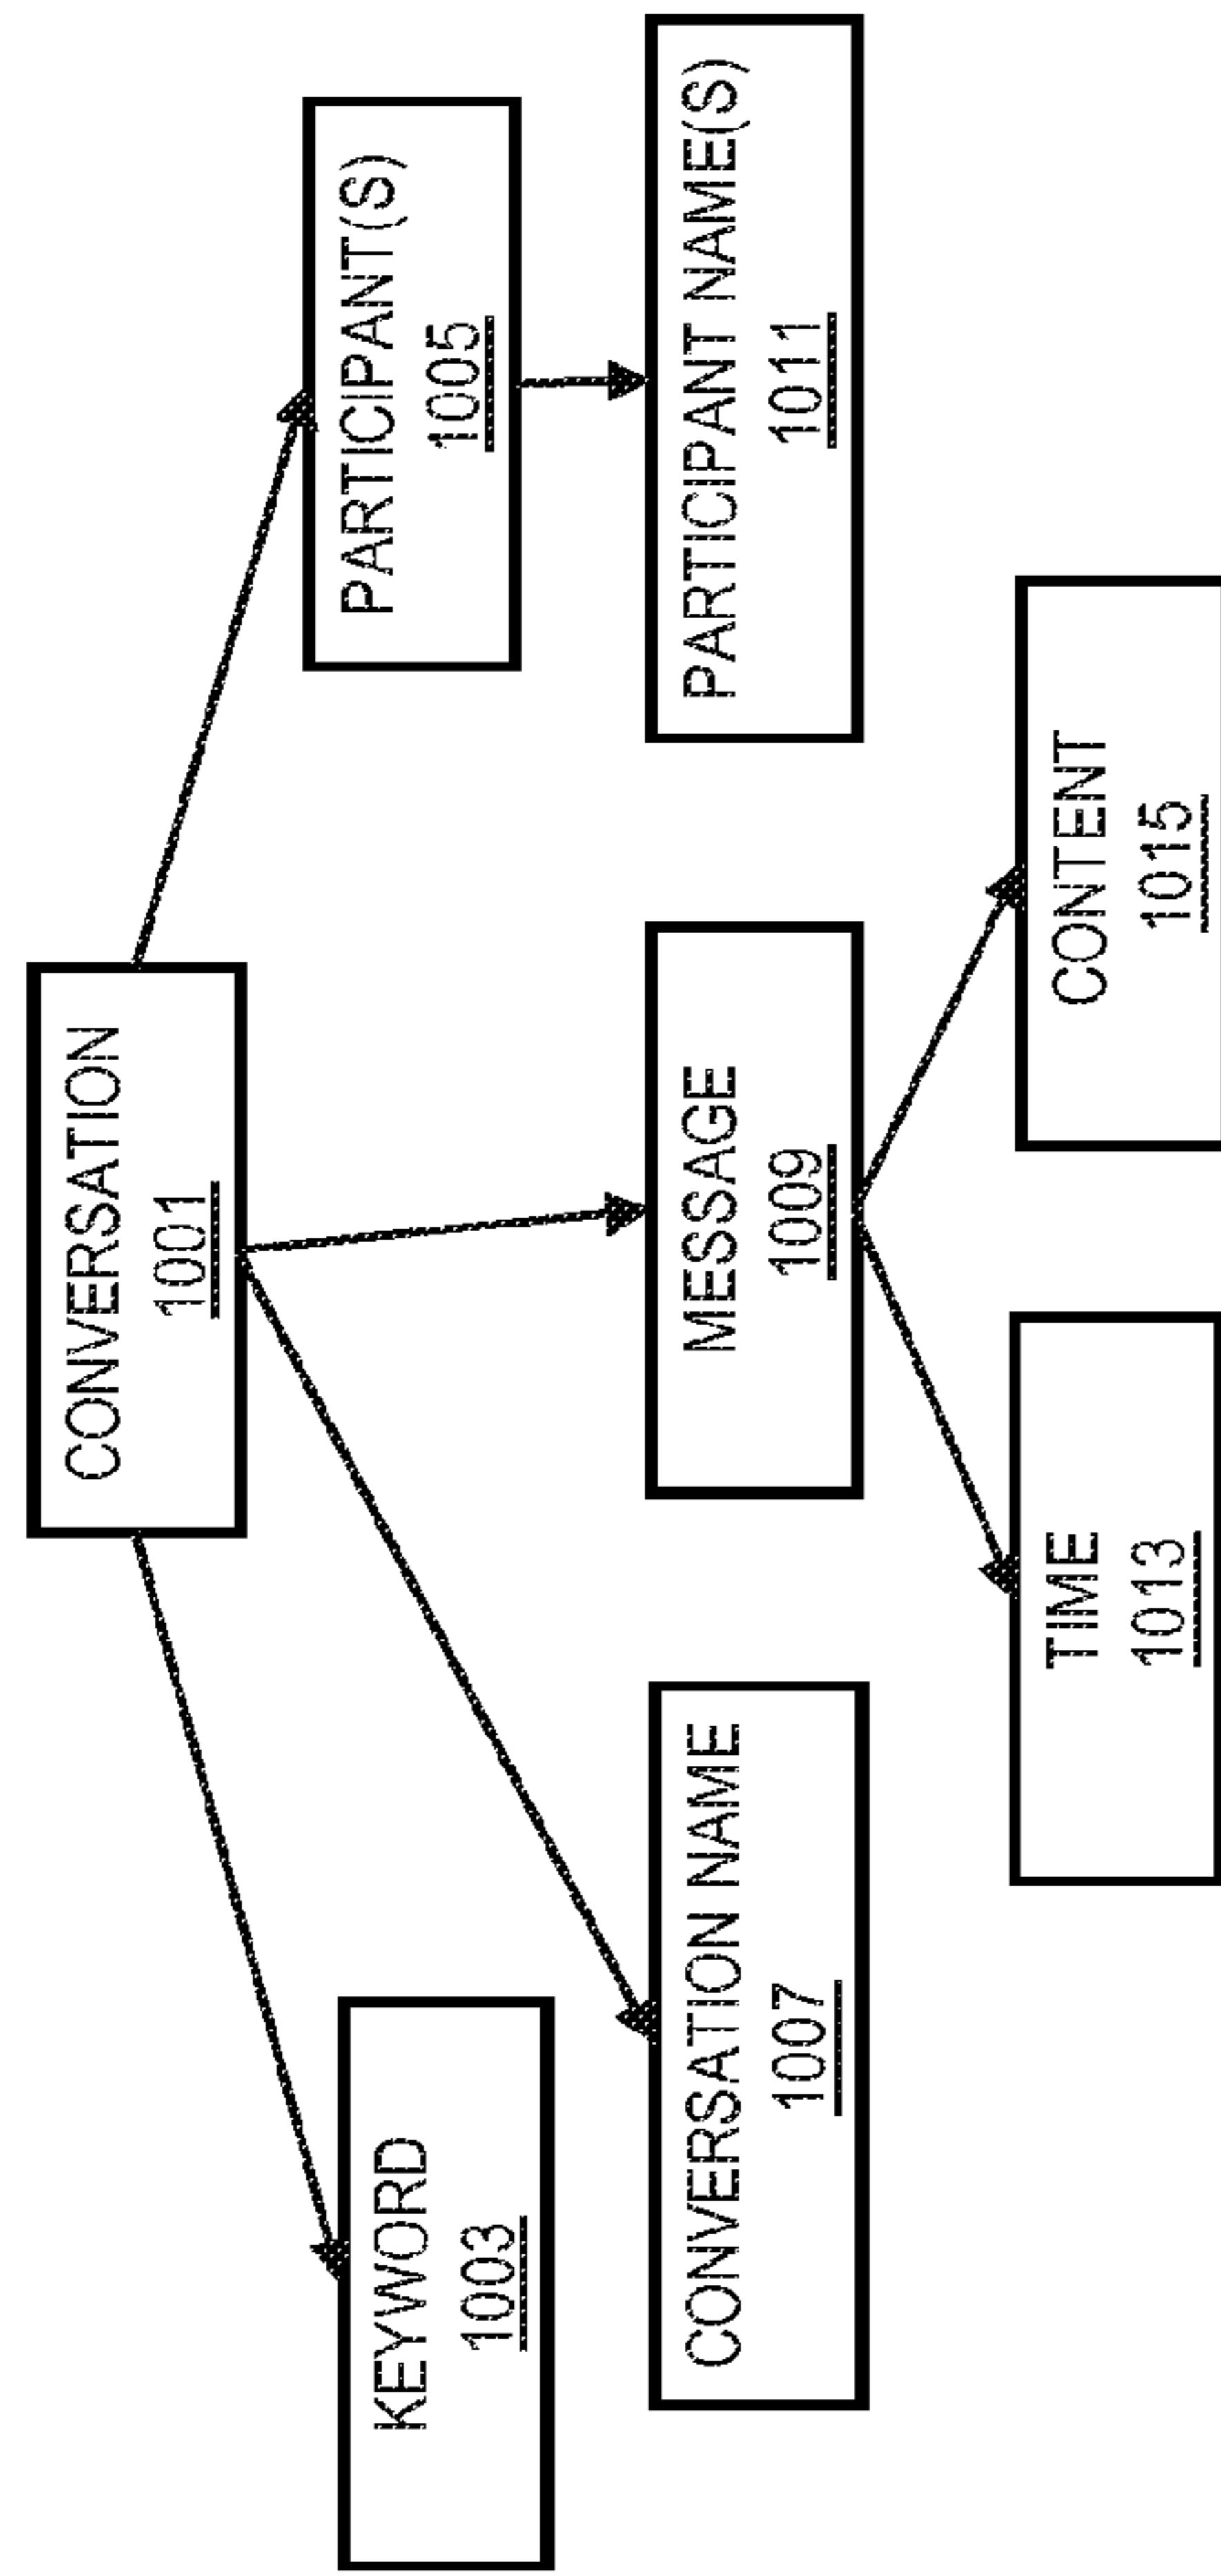 CONVERSATION
1001
KEYWORD
1003
PARTICIPANT(S)
1005
CONVERSATION NAME
1007
MESSAGE
1009
PARTICIPANT NAME(S)
1011
TIME
1013
CONTENT
1015